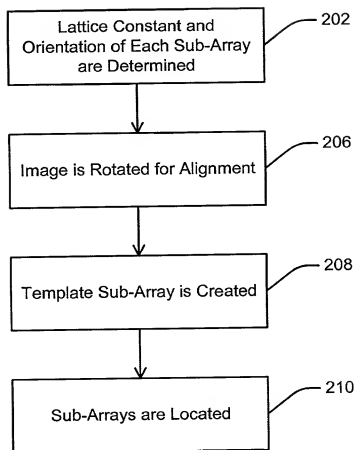 Lattice Constant and
Orientation of Each Sub-Array
are Determined
202
Image is Rotated for Alignment
206
Template Sub-Array is Created
208
Sub-Arrays are Located
210